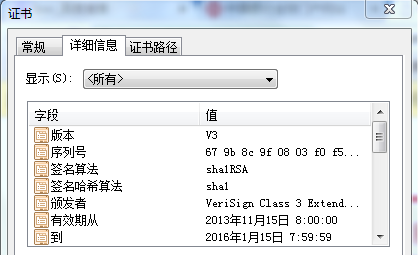 证书
常规 详细信息 证书路径
显示(S): <所有>
字段 值
版本 V3
序列号 67 9b 8c 9f 08 03 f0 f5...
签名算法 sha1RSA
签名哈希算法 sha1
颁发者 VeriSign Class 3 Extend...
有效期从 2013年11月15日 8:00:00
到 2016年1月15日 7:59:59